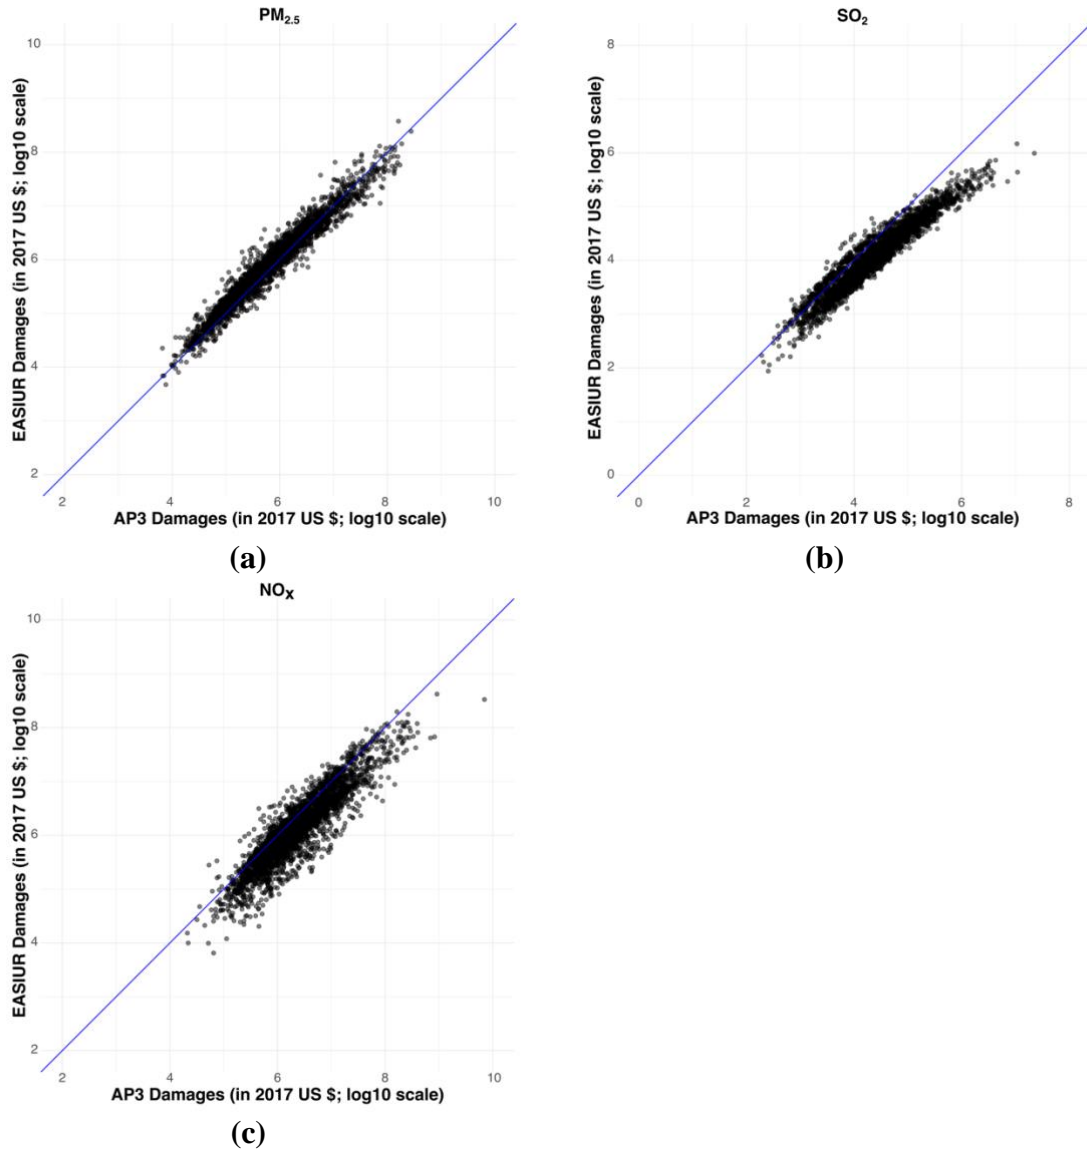 PM2.5
10
8
6
4
2
2 4 6 8 10
EASIUR Damages (in 2017 US $; log10 scale)
AP3 Damages (in 2017 US $; log10 scale)
(a)
SO2
8
6
4
2
0
0 2 4 6 8
EASIUR Damages (in 2017 US $; log10 scale)
AP3 Damages (in 2017 US $; log10 scale)
(b)
NOX
10
8
6
4
2
2 4 6 8 10
EASIUR Damages (in 2017 US $; log10 scale)
AP3 Damages (in 2017 US $; log10 scale)
(c)